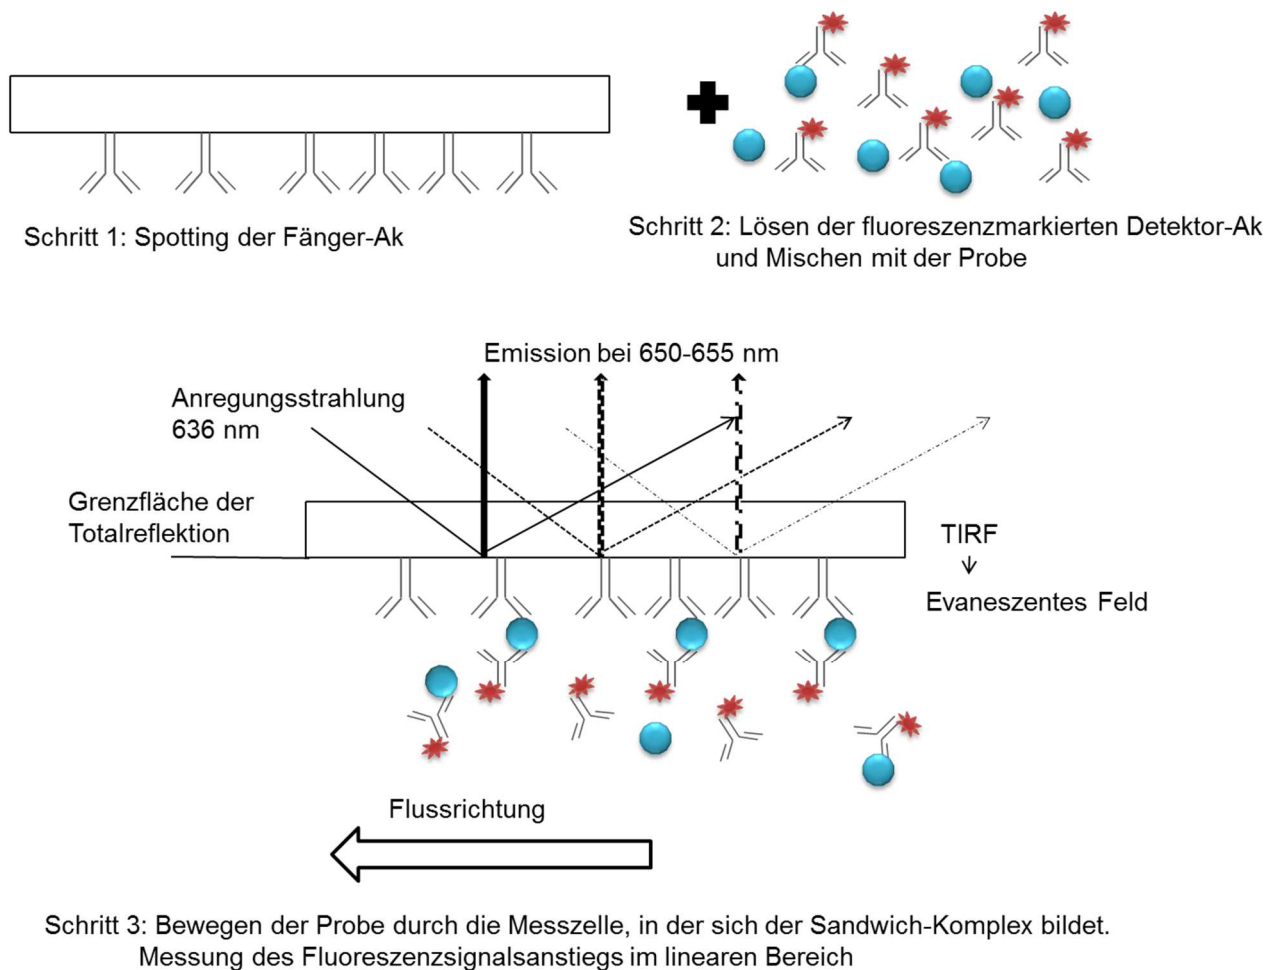 Schritt 1: Spotting der Fänger-Ak
Schritt 2: Lösen der fluoreszenzmarkierten Detektor-Ak
und Mischen mit der Probe
Emission bei 650-655 nm
Anregungsstrahlung
636 nm
Grenzfläche der
Totalreflektion
TIRF
Evaneszentes Feld
Flussrichtung
Schritt 3: Bewegen der Probe durch die Messzelle, in der sich der Sandwich-Komplex bildet.
Messung des Fluoreszenzsignalsanstiegs im linearen Bereich